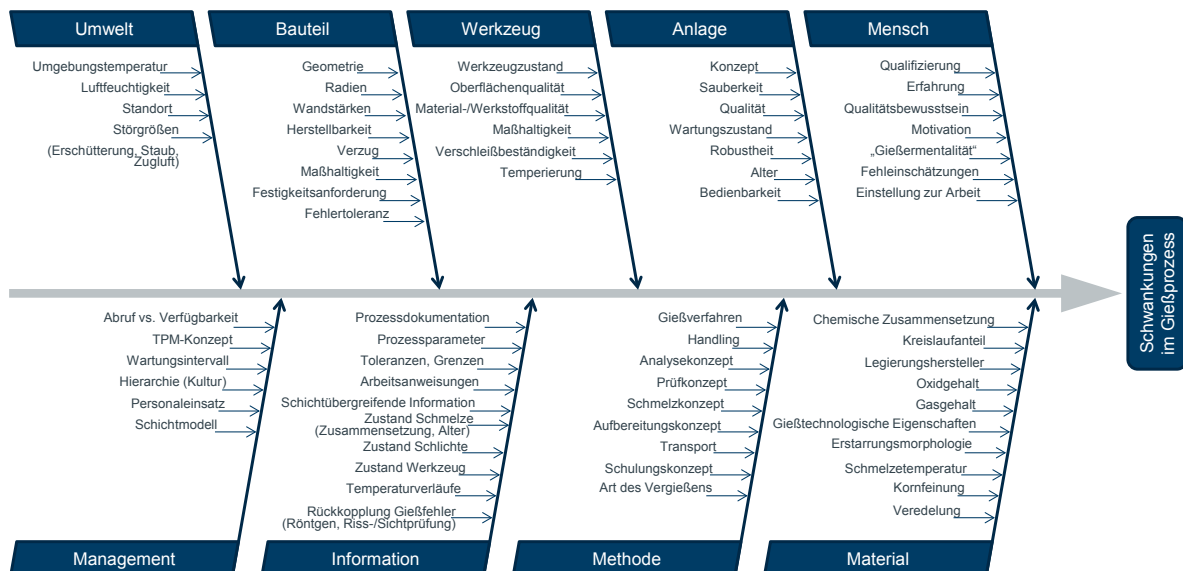 Umwelt
Umgebungstemperatur
Luftfeuchtigkeit
Standort
Störgrößen
(Erschütterung, Staub,
Zugluft)
Bauteil
Geometrie
Radien
Wandstärken
Herstellbarkeit
Verzug
Maßhaltigkeit
Festigkeitsanforderung
Fehlertoleranz
Werkzeug
Werkzeugzustand
Oberflächenqualität
Material-/Werkstoffqualität
Maßhaltigkeit
Verschleißbeständigkeit
Temperierung
Anlage
Konzept
Sauberkeit
Qualität
Wartungszustand
Robustheit
Alter
Bedienbarkeit
Mensch
Qualifizierung
Erfahrung
Qualitätsbewusstsein
Motivation
„Gießermentalität“
Fehleinschätzungen
Einstellung zur Arbeit
Schwankungen
im Gießprozess
Abruf vs. Verfügbarkeit
TPM-Konzept
Wartungsintervall
Hierarchie (Kultur)
Personaleinsatz
Schichtmodell
Management
Prozessdokumentation
Prozessparameter
Toleranzen, Grenzen
Arbeitsanweisungen
Schichtübergreifende Information
Zustand Schmelze
(Zusammensetzung, Alter)
Zustand Schlichte
Zustand Werkzeug
Temperaturverläufe
Rückkopplung Gießfehler
(Röntgen, Riss-/Sichtprüfung)
Information
Gießverfahren
Handling
Analysekonzept
Prüfkonzept
Schmelzkonzept
Aufbereitungskonzept
Transport
Schulungskonzept
Art des Vergießens
Methode
Chemische Zusammensetzung
Kreislaufanteil
Legierungshersteller
Oxidgehalt
Gasgehalt
Gießtechnologische Eigenschaften
Erstarrungsmorphologie
Schmelzetemperatur
Kornfeinung
Veredelung
Material